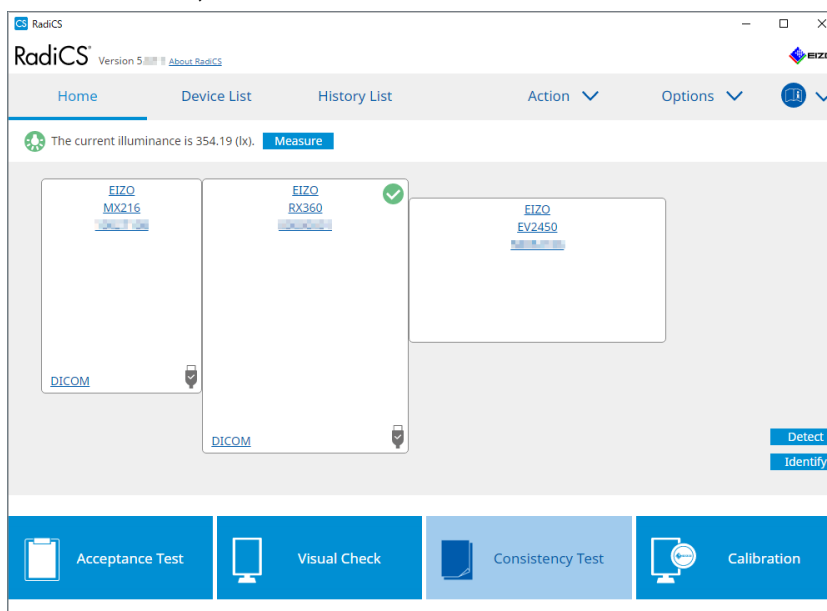 CS RadiCS
RadiCS Version 5. About RadiCS
EIZO
Home Device List History List Action Options
The current illuminance is 354.19 (lx). Measure
EIZO
MX216
DICOM
EIZO
RX360
DICOM
EIZO
EV2450
Detect
Identify
Acceptance Test Visual Check Consistency Test Calibration